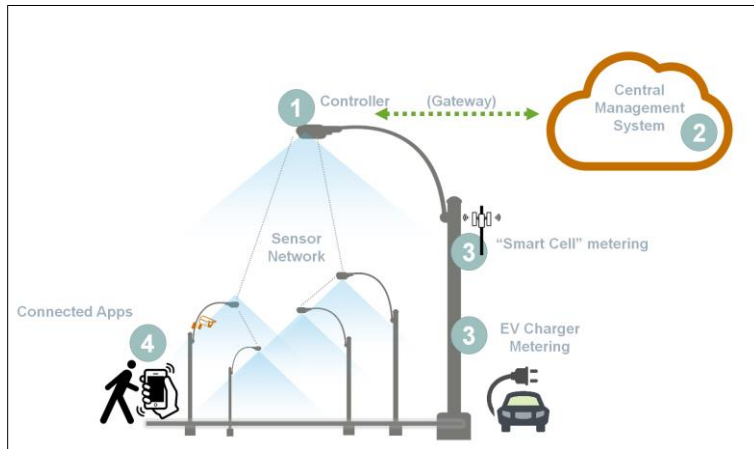 1 Controller (Gateway)
Central
Management
System 2
Sensor
Network
3 “Smart Cell” metering
Connected Apps
4
3 EV Charger
Metering